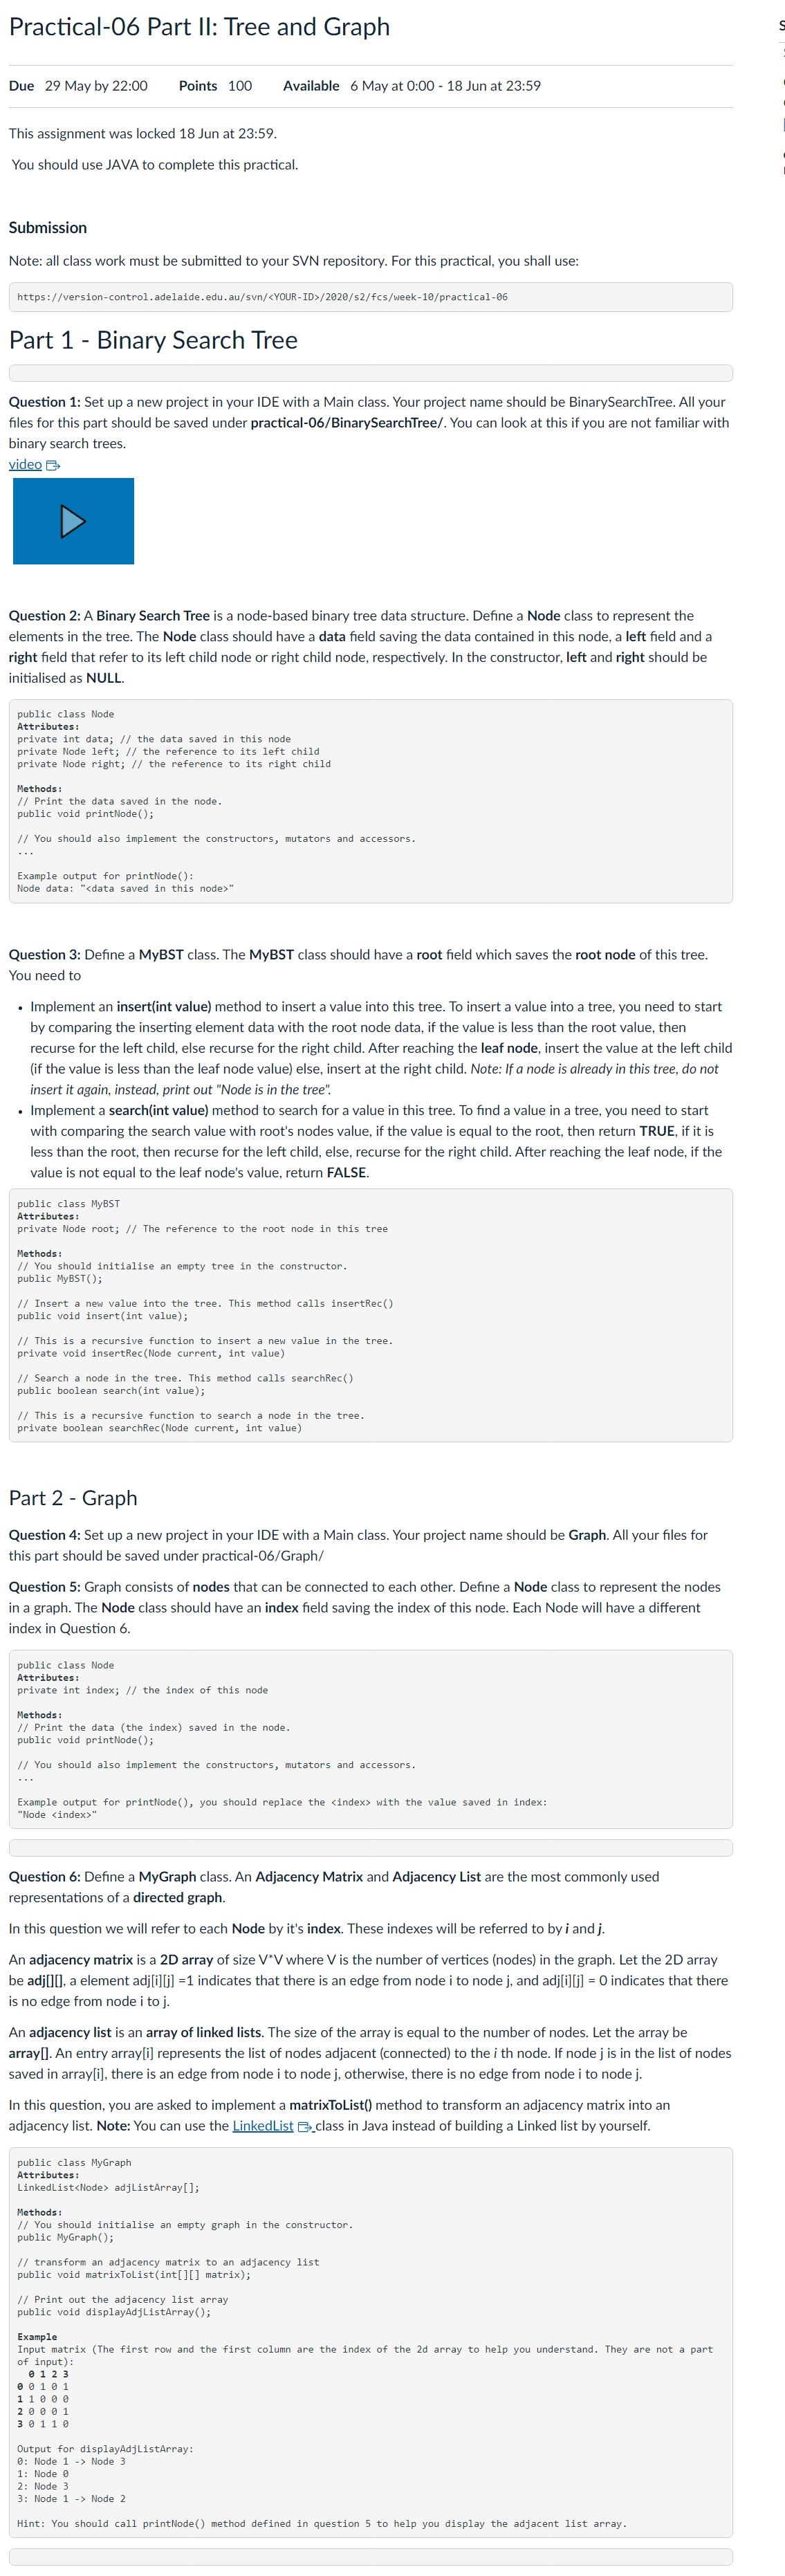 Practical-06 Part II: Tree and Graph
Due 29 May by 22:00 Points 100 Available 6 May at 0:00 - 18 Jun at 23:59
This assignment was locked 18 Jun at 23:59.
You should use JAVA to complete this practical.
Submission
Note: all class work must be submitted to your SVN repository. For this practical, you shall use:
https://version-control.adelaide.edu.au/svn/<YOUR-ID>/2020/s2/fcs/week-10/practical-06
Part 1 - Binary Search Tree
Question 1: Set up a new project in your IDE with a Main class. Your project name should be BinarySearchTree. All your
files for this part should be saved under practical-06/BinarySearchTree/. You can look at this if you are not familiar with
binary search trees.
video
Question 2: A Binary Search Tree is a node-based binary tree data structure. Define a Node class to represent the
elements in the tree. The Node class should have a data field saving the data contained in this node, a left field and a
right field that refer to its left child node or right child node, respectively. In the constructor, left and right should be
initialised as NULL.
public class Node
Attributes:
private int data; // the data saved in this node
private Node left; // the reference to its left child
private Node right; // the reference to its right child
Methods:
// Print the data saved in the node.
public void printNode();
// You should also implement the constructors, mutators and accessors.
...
Example output for printNode():
Node data: "<data saved in this node>"
Question 3: Define a MyBST class. The MyBST class should have a root field which saves the root node of this tree.
You need to
• Implement an insert(int value) method to insert a value into this tree. To insert a value into a tree, you need to start
by comparing the inserting element data with the root node data, if the value is less than the root value, then
recurse for the left child, else recurse for the right child. After reaching the leaf node, insert the value at the left child
(if the value is less than the leaf node value) else, insert at the right child. Note: If a node is already in this tree, do not
insert it again, instead, print out "Node is in the tree".
• Implement a search(int value) method to search for a value in this tree. To find a value in a tree, you need to start
with comparing the search value with root's nodes value, if the value is equal to the root, then return TRUE, if it is
less than the root, then recurse for the left child, else, recurse for the right child. After reaching the leaf node, if the
value is not equal to the leaf node's value, return FALSE.
public class MyBST
Attributes:
private Node root; // The reference to the root node in this tree
Methods:
// You should initialise an empty tree in the constructor.
public MyBST();
// Insert a new value into the tree. This method calls insertRec()
public void insert(int value);
// This is a recursive function to insert a new value in the tree.
private void insertRec(Node current, int value)
// Search a node in the tree. This method calls searchRec()
public boolean search(int value);
// This is a recursive function to search a node in the tree.
private boolean searchRec(Node current, int value)
Part 2 - Graph
Question 4: Set up a new project in your IDE with a Main class. Your project name should be Graph. All your files for
this part should be saved under practical-06/Graph/
Question 5: Graph consists of nodes that can be connected to each other. Define a Node class to represent the nodes
in a graph. The Node class should have an index field saving the index of this node. Each Node will have a different
index in Question 6.
public class Node
Attributes:
private int index; // the index of this node
Methods:
// Print the data (the index) saved in the node.
public void printNode();
// You should also implement the constructors, mutators and accessors.
...
Example output for printNode(), you should replace the <index> with the value saved in index:
"Node <index>"
Question 6: Define a MyGraph class. An Adjacency Matrix and Adjacency List are the most commonly used
representations of a directed graph.
In this question we will refer to each Node by it's index. These indexes will be referred to by i and j.
An adjacency matrix is a 2D array of size V*V where V is the number of vertices (nodes) in the graph. Let the 2D array
be adj[][], a element adj[i][j] =1 indicates that there is an edge from node i to node j, and adj[i][j] = 0 indicates that there
is no edge from node i to j.
An adjacency list is an array of linked lists. The size of the array is equal to the number of nodes. Let the array be
array[]. An entry array[i] represents the list of nodes adjacent (connected) to the i th node. If node j is in the list of nodes
saved in array[i], there is an edge from node i to node j, otherwise, there is no edge from node i to node j.
In this question, you are asked to implement a matrixToList() method to transform an adjacency matrix into an
adjacency list. Note: You can use the LinkedList class in Java instead of building a Linked list by yourself.
public class MyGraph
Attributes:
LinkedList<Node> adjListArray[];
Methods:
// You should initialise an empty graph in the constructor.
public MyGraph();
// transform an adjacency matrix to an adjacency list
public void matrixToList(int[][] matrix);
// Print out the adjacency list array
public void displayAdjListArray();
Example
Input matrix (The first row and the first column are the index of the 2d array to help you understand. They are not a part
of input):
0 1 2 3
0 0 1 0 1
1 1 0 0 0
2 0 0 0 1
3 0 1 1 0
Output for displayAdjListArray:
0: Node 1 -> Node 3
1: Node 0
2: Node 3
3: Node 1 -> Node 2
Hint: You should call printNode() method defined in question 5 to help you display the adjacent list array.